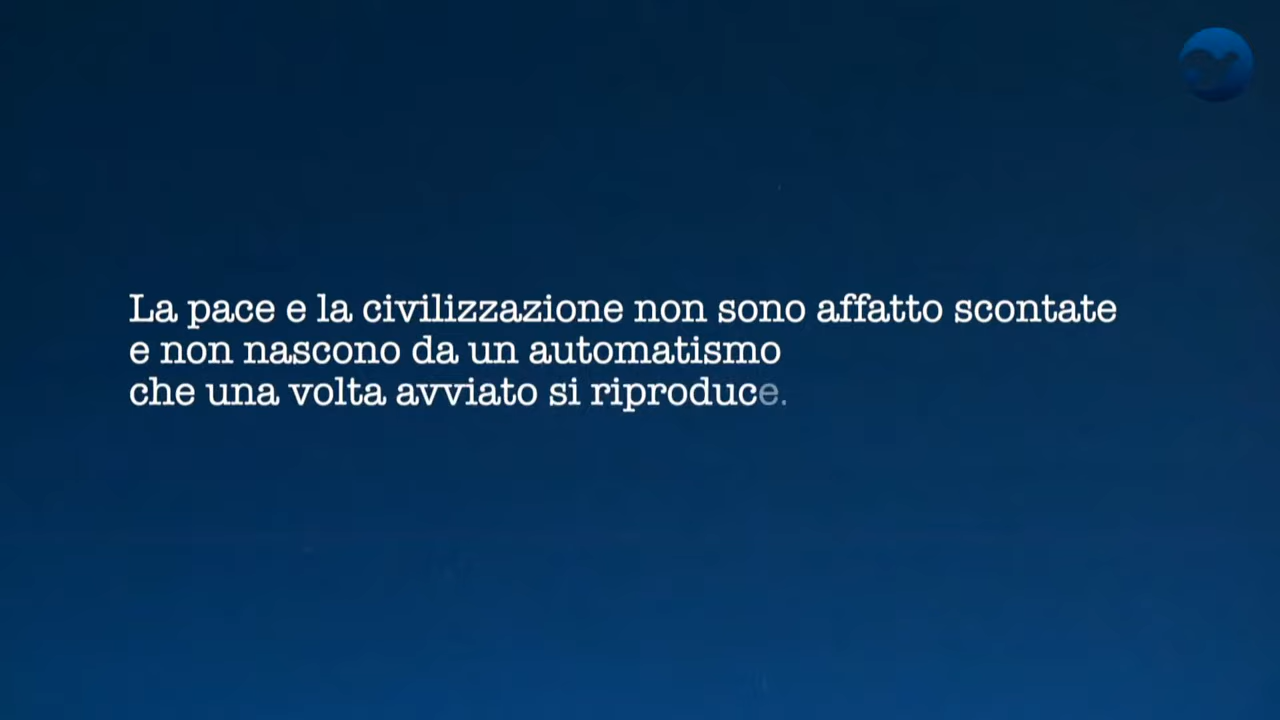 La pace e la civilizzazione non sono affatto scontate
e non nascono da un automatismo
che una volta avviato si riproduce.